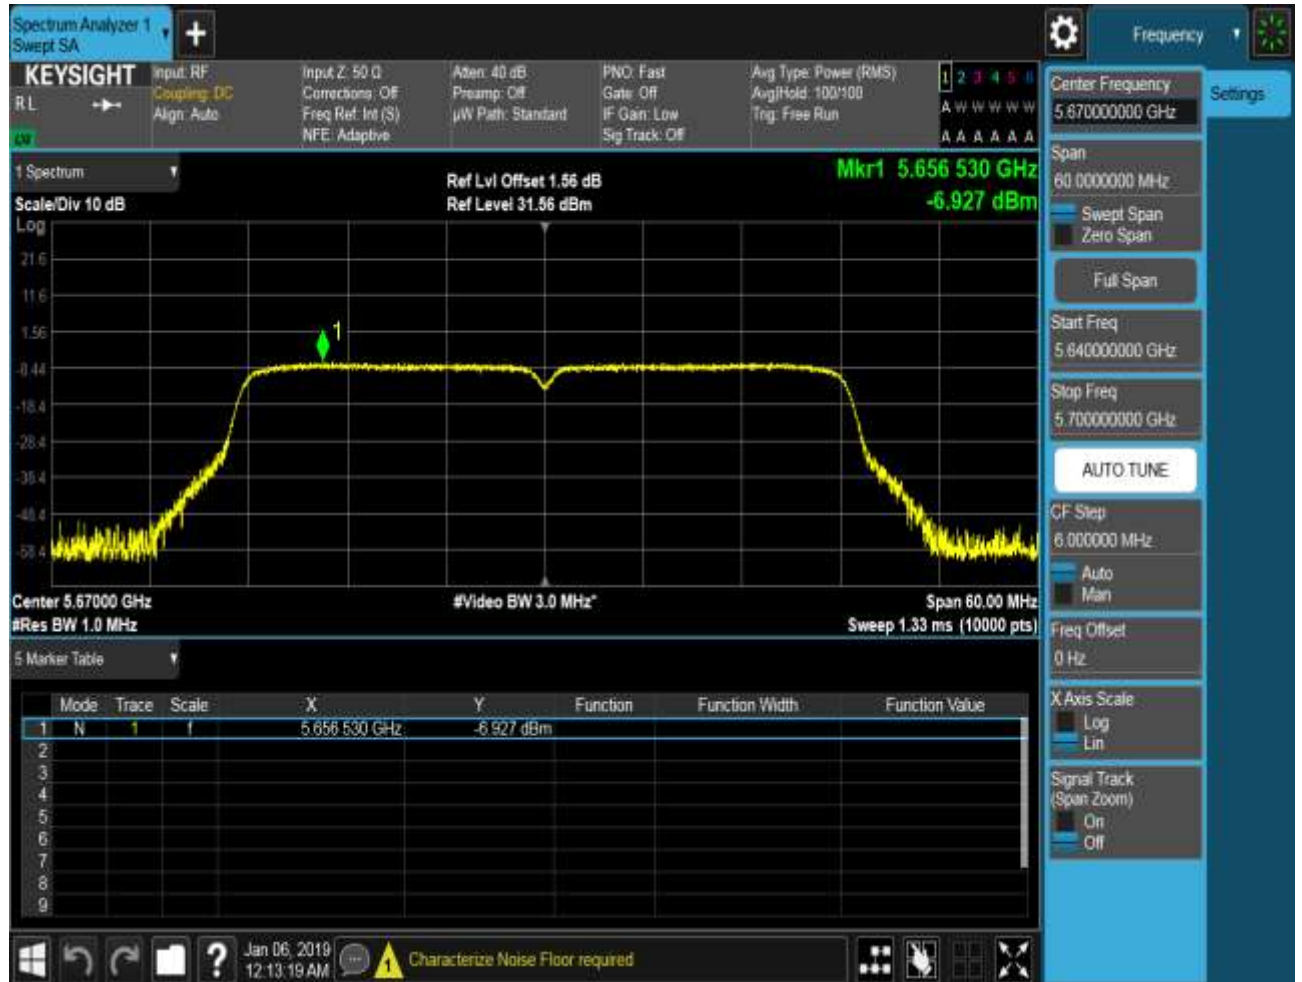 Spectrum Analyzer 1
Swept SA
+
Frequency
KEYSIGHT
RL
Input: RF
Coupling: DC
Align: Auto
Input Z: 50 Ω
Corrections: Off
Freq Ref: Int (S)
NFE: Adaptive
Atten: 40 dB
Preamp: Off
µW Path: Standard
PNO: Fast
Gate: Off
IF Gain: Low
Sig Track: Off
Avg Type: Power (RMS)
Avg|Hold: 100/100
Trig: Free Run
1 2 3 4 5 6
A W W W W W
A A A A A A
1 Spectrum
Scale/Div 10 dB
Log
Ref Lvl Offset 1.56 dB
Ref Level 31.56 dBm
Mkr1 5.656 530 GHz
-6.927 dBm
21.6
11.6
1.56
-8.44
-18.4
-28.4
-38.4
-48.4
-58.4
1
Center 5.67000 GHz
#Res BW 1.0 MHz
#Video BW 3.0 MHz*
Span 60.00 MHz
Sweep 1.33 ms (10000 pts)
5 Marker Table
Mode Trace Scale X Y Function Function Width Function Value
1 N 1 f 5.656 530 GHz -6.927 dBm
2
3
4
5
6
7
8
9
Jan 06, 2019
12:13:19 AM
?
1
Characterize Noise Floor required
Center Frequency
5.670000000 GHz
Settings
Span
60.0000000 MHz
Swept Span
Zero Span
Full Span
Start Freq
5.640000000 GHz
Stop Freq
5.700000000 GHz
AUTO TUNE
CF Step
6.000000 MHz
Auto
Man
Freq Offset
0 Hz
X Axis Scale
Log
Lin
Signal Track
(Span Zoom)
On
Off